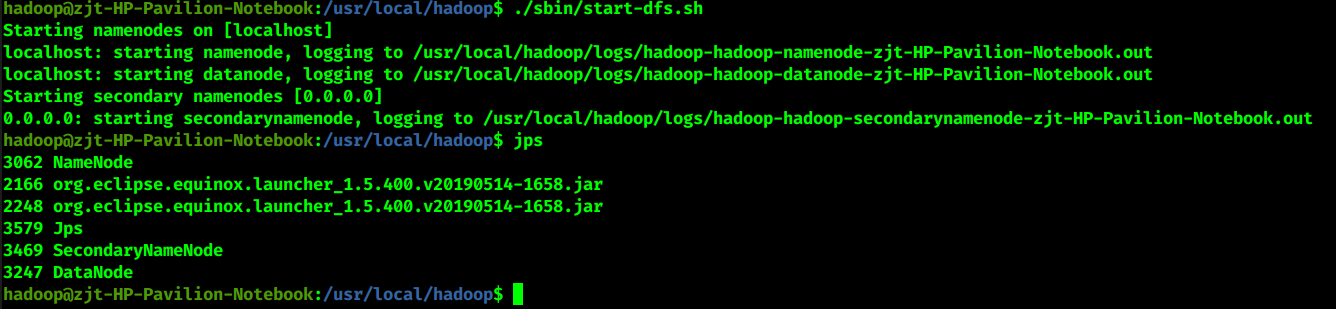 hadoop@zjt-HP-Pavilion-Notebook:/usr/local/hadoop$ ./sbin/start-dfs.sh
Starting namenodes on [localhost]
localhost: starting namenode, logging to /usr/local/hadoop/logs/hadoop-hadoop-namenode-zjt-HP-Pavilion-Notebook.out
localhost: starting datanode, logging to /usr/local/hadoop/logs/hadoop-hadoop-datanode-zjt-HP-Pavilion-Notebook.out
Starting secondary namenodes [0.0.0.0]
0.0.0.0: starting secondarynamenode, logging to /usr/local/hadoop/logs/hadoop-hadoop-secondarynamenode-zjt-HP-Pavilion-Notebook.out
hadoop@zjt-HP-Pavilion-Notebook:/usr/local/hadoop$ jps
3062 NameNode
2166 org.eclipse.equinox.launcher_1.5.400.v20190514-1658.jar
2248 org.eclipse.equinox.launcher_1.5.400.v20190514-1658.jar
3579 Jps
3469 SecondaryNameNode
3247 DataNode
hadoop@zjt-HP-Pavilion-Notebook:/usr/local/hadoop$